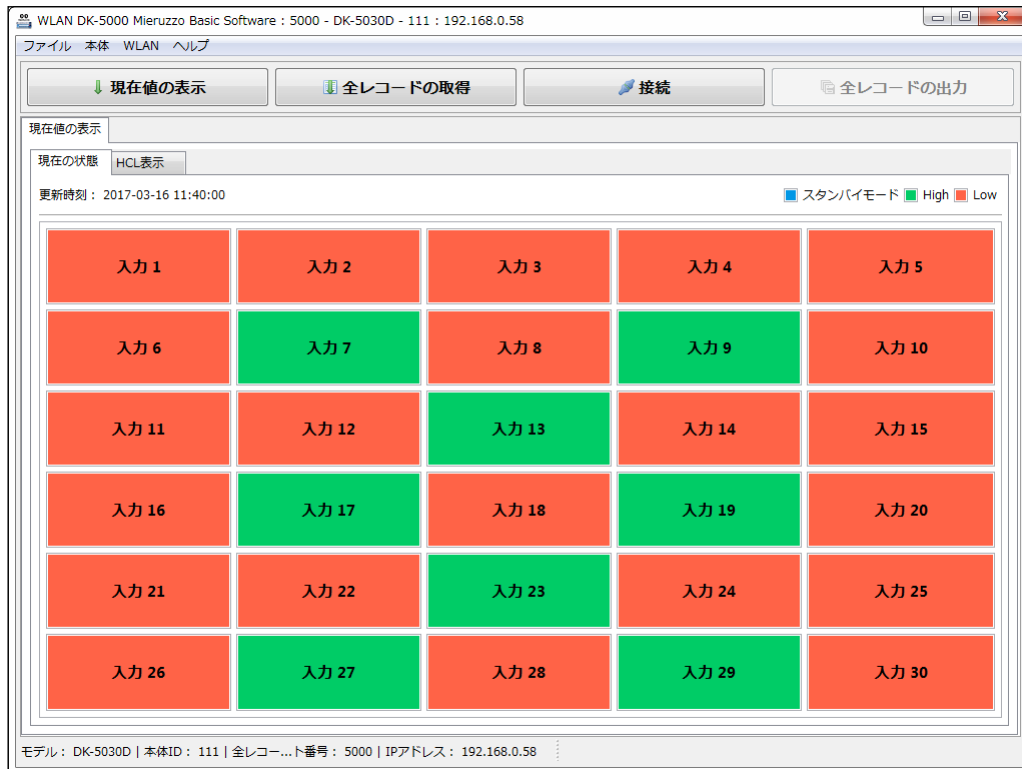 WLAN DK-5000 Mieruzzo Basic Software : 5000 - DK-5030D - 111 : 192.168.0.58
ファイル 本体 WLAN ヘルプ
現在値の表示 全レコードの取得 接続 全レコードの出力
現在値の表示
現在の状態 HCL表示
更新時刻： 2017-03-16 11:40:00 スタンバイモード High Low
入力 1 入力 2 入力 3 入力 4 入力 5
入力 6 入力 7 入力 8 入力 9 入力 10
入力 11 入力 12 入力 13 入力 14 入力 15
入力 16 入力 17 入力 18 入力 19 入力 20
入力 21 入力 22 入力 23 入力 24 入力 25
入力 26 入力 27 入力 28 入力 29 入力 30
モデル： DK-5030D | 本体ID： 111 | 全レコー...ト番号： 5000 | IPアドレス： 192.168.0.58